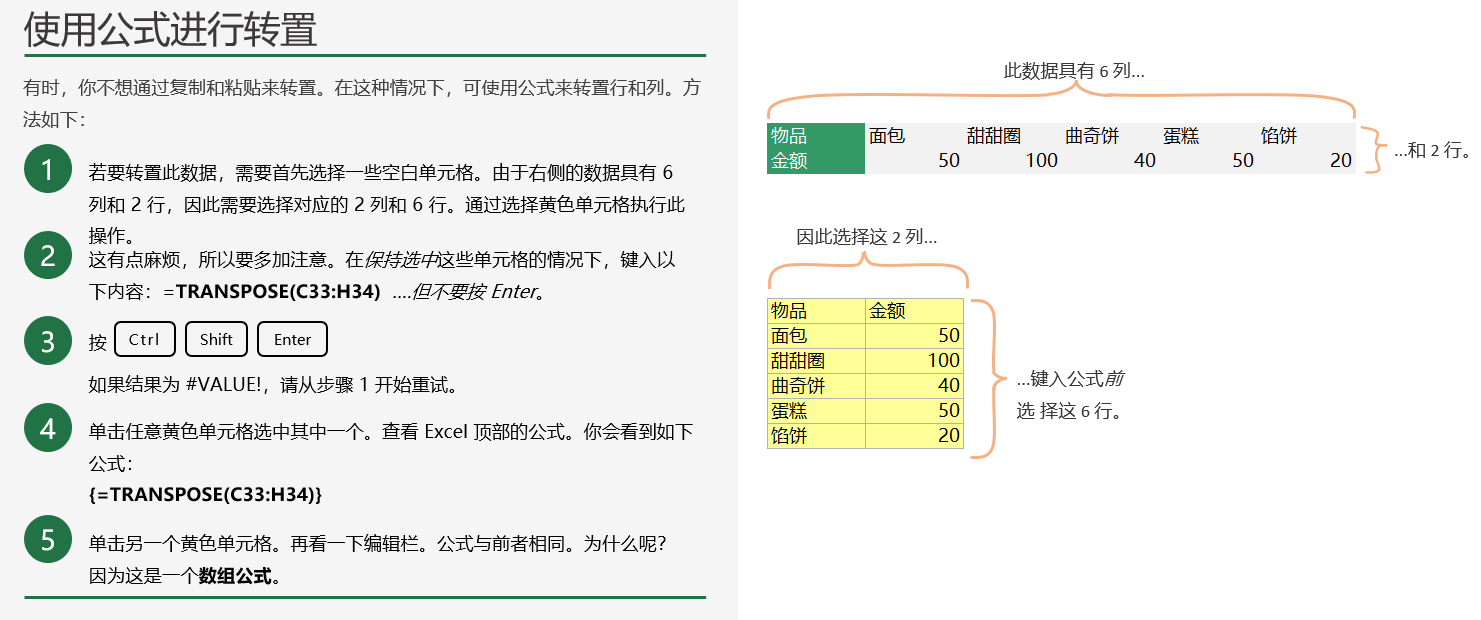 使用公式进行转置
有时，你不想通过复制和粘贴来转置。在这种情况下，可使用公式来转置行和列。方
法如下：
1
若要转置此数据，需要首先选择一些空白单元格。由于右侧的数据具有 6
列和 2 行，因此需要选择对应的 2 列和 6 行。通过选择黄色单元格执行此
操作。
2
这有点麻烦，所以要多加注意。在保持选中这些单元格的情况下，键入以
下内容：=TRANSPOSE(C33:H34) ....但不要按 Enter。
3
按 Ctrl Shift Enter
如果结果为 #VALUE!，请从步骤 1 开始重试。
4
单击任意黄色单元格选中其中一个。查看 Excel 顶部的公式。你会看到如下
公式：
{=TRANSPOSE(C33:H34)}
5
单击另一个黄色单元格。再看一下编辑栏。公式与前者相同。为什么呢？
因为这是一个数组公式。
此数据具有 6 列...
物品 面包 甜甜圈 曲奇饼 蛋糕 馅饼
金额 50 100 40 50 20
...和 2 行。
因此选择这 2 列...
物品 金额
面包 50
甜甜圈 100
曲奇饼 40
蛋糕 50
馅饼 20
...键入公式前
选 择这 6 行。